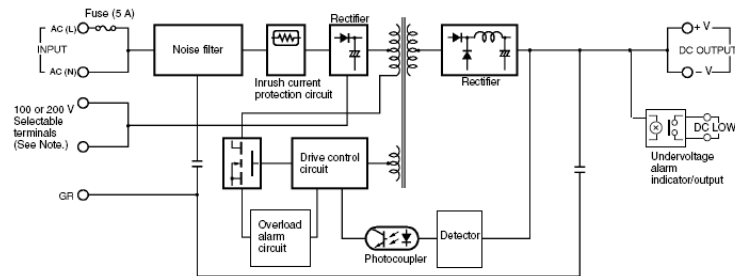 Fuse (5 A)
AC (L)
INPUT
AC (N)
Noise filter
Inrush current
protection circuit
Rectifier
Rectifier
+ V
DC OUTPUT
− V
100 or 200 V
Selectable
terminals
(See Note.)
DC LOW
Undervoltage
alarm
indicator/output
Drive control
circuit
GR
Overload
alarm
circuit
Photocoupler
Detector